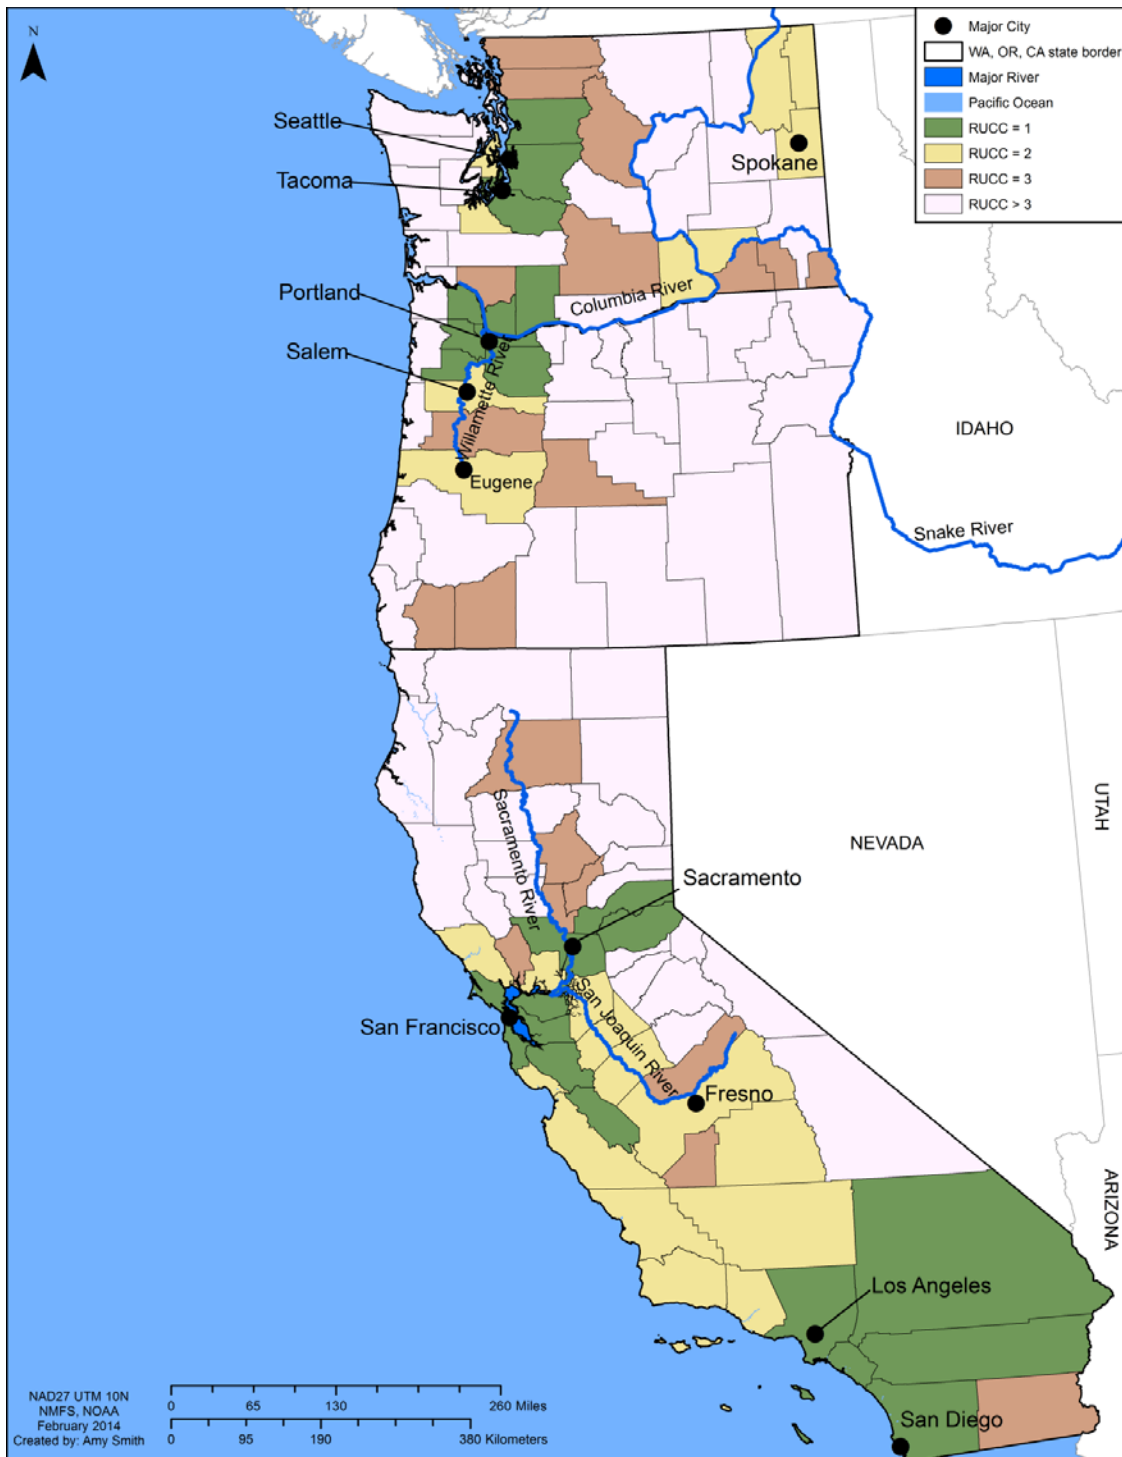 N
Major City
WA, OR, CA state border
Major River
Pacific Ocean
RUCC = 1
RUCC = 2
RUCC = 3
RUCC > 3
Seattle
Spokane
Tacoma
Portland
Columbia River
Salem
Willamette River
IDAHO
Eugene
Snake River
Sacramento River
NEVADA
UTAH
Sacramento
San Joaquin River
San Francisco
Fresno
ARIZONA
Los Angeles
San Diego
NAD27 UTM 10N
NMFS, NOAA
February 2014
Created by: Amy Smith
0 65 130 260 Miles
0 95 190 380 Kilometers